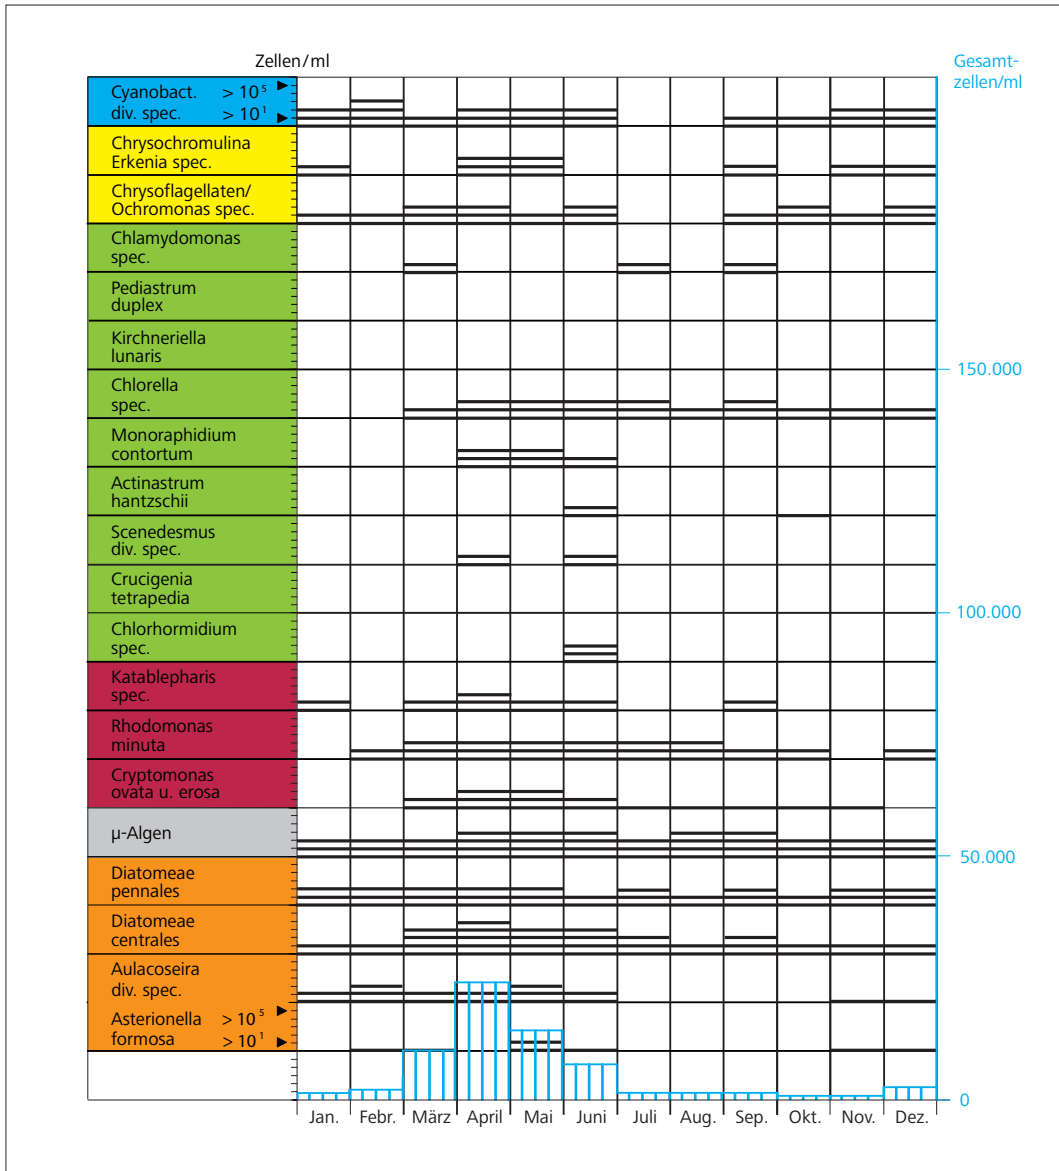 Zellen/ml
Gesamt-
zellen/ml
Cyanobact. > 10⁵
div. spec. > 10¹
Chrysochromulina
Erkenia spec.
Chrysoflagellaten/
Ochromonas spec.
Chlamydomonas
spec.
Pediastrum
duplex
Kirchneriella
lunaris
Chlorella
spec.
150.000
Monoraphidium
contortum
Actinastrum
hantzschii
Scenedesmus
div. spec.
Crucigenia
tetrapedia
100.000
Chlorhormidium
spec.
Katablepharis
spec.
Rhodomonas
minuta
Cryptomonas
ovata u. erosa
µ-Algen
50.000
Diatomeae
pennales
Diatomeae
centrales
Aulacoseira
div. spec.
Asterionella > 10⁵
formosa > 10¹
0
Jan. Febr. März April Mai Juni Juli Aug. Sep. Okt. Nov. Dez.